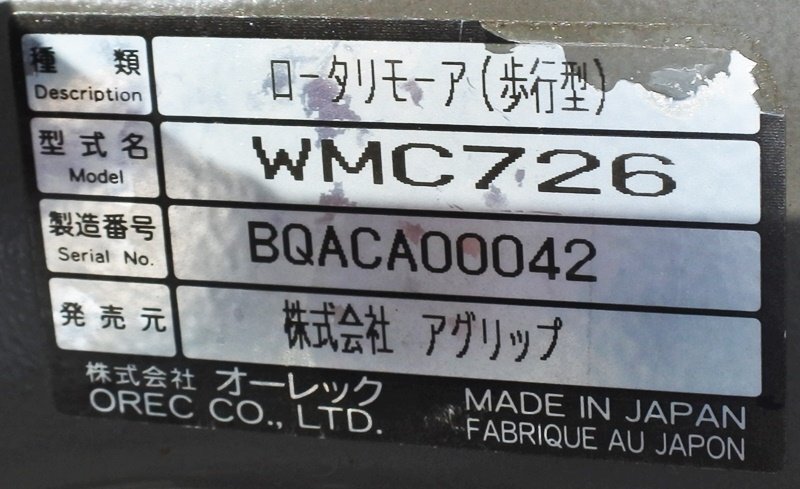 種類 ロータリモーア(歩行型)
Description
型式名 WMC726
Model
製造番号 BQACA00042
Serial No.
発売元 株式会社 アグリップ
株式会社 オーレック
OREC CO., LTD.
MADE IN JAPAN
FABRIQUE AU JAPON